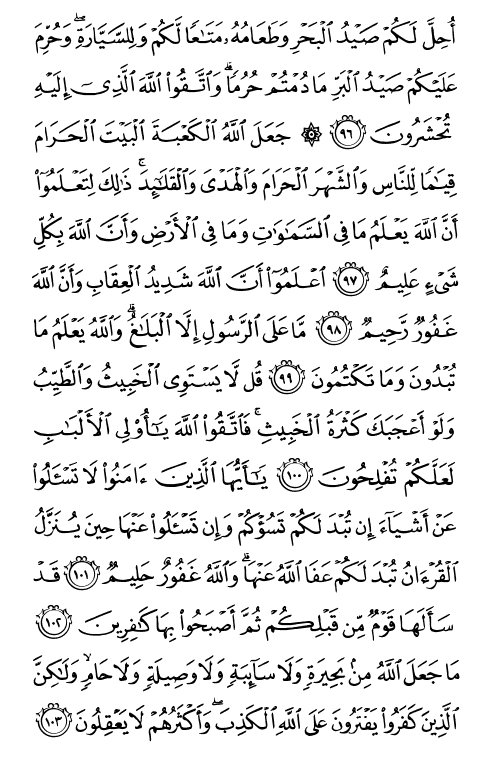 أُحِلَّ لَكُمۡ صَيۡدُ ٱلۡبَحۡرِ وَطَعَامُهُۥ مَتَٰعٗا لَّكُمۡ وَلِلسَّيَّارَةِۖ وَحُرِّمَ
عَلَيۡكُمۡ صَيۡدُ ٱلۡبَرِّ مَا دُمۡتُمۡ حُرُمٗاۗ وَٱتَّقُواْ ٱللَّهَ ٱلَّذِيٓ إِلَيۡهِ
تُحۡشَرُونَ ٩٦ ۞ جَعَلَ ٱللَّهُ ٱلۡكَعۡبَةَ ٱلۡبَيۡتَ ٱلۡحَرَامَ
قِيَٰمٗا لِّلنَّاسِ وَٱلشَّهۡرَ ٱلۡحَرَامَ وَٱلۡهَدۡيَ وَٱلۡقَلَٰٓئِدَۚ ذَٰلِكَ لِتَعۡلَمُوٓاْ
أَنَّ ٱللَّهَ يَعۡلَمُ مَا فِي ٱلسَّمَٰوَٰتِ وَمَا فِي ٱلۡأَرۡضِ وَأَنَّ ٱللَّهَ بِكُلِّ
شَيۡءٍ عَلِيمٌ ٩٧ ٱعۡلَمُوٓاْ أَنَّ ٱللَّهَ شَدِيدُ ٱلۡعِقَابِ وَأَنَّ ٱللَّهَ
غَفُورٞ رَّحِيمٞ ٩٨ مَّا عَلَى ٱلرَّسُولِ إِلَّا ٱلۡبَلَٰغُۗ وَٱللَّهُ يَعۡلَمُ مَا
تُبۡدُونَ وَمَا تَكۡتُمُونَ ٩٩ قُل لَّا يَسۡتَوِي ٱلۡخَبِيثُ وَٱلطَّيِّبُ
وَلَوۡ أَعۡجَبَكَ كَثۡرَةُ ٱلۡخَبِيثِۚ فَٱتَّقُواْ ٱللَّهَ يَٰٓأُوْلِي ٱلۡأَلۡبَٰبِ
لَعَلَّكُمۡ تُفۡلِحُونَ ١٠٠ يَٰٓأَيُّهَا ٱلَّذِينَ ءَامَنُواْ لَا تَسۡـَٔلُواْ
عَنۡ أَشۡيَآءَ إِن تُبۡدَ لَكُمۡ تَسُؤۡكُمۡ وَإِن تَسۡـَٔلُواْ عَنۡهَا حِينَ يُنَزَّلُ
ٱلۡقُرۡءَانُ تُبۡدَ لَكُمۡ عَفَا ٱللَّهُ عَنۡهَاۗ وَٱللَّهُ غَفُورٌ حَلِيمٞ ١٠١ قَدۡ
سَأَلَهَا قَوۡمٞ مِّن قَبۡلِكُمۡ ثُمَّ أَصۡبَحُواْ بِهَا كَٰفِرِينَ ١٠٢
مَا جَعَلَ ٱللَّهُ مِنۢ بَحِيرَةٖ وَلَا سَآئِبَةٖ وَلَا وَصِيلَةٖ وَلَا حَامٖ وَلَٰكِنَّ
ٱلَّذِينَ كَفَرُواْ يَفۡتَرُونَ عَلَى ٱللَّهِ ٱلۡكَذِبَۖ وَأَكۡثَرُهُمۡ لَا يَعۡقِلُونَ ١٠٣